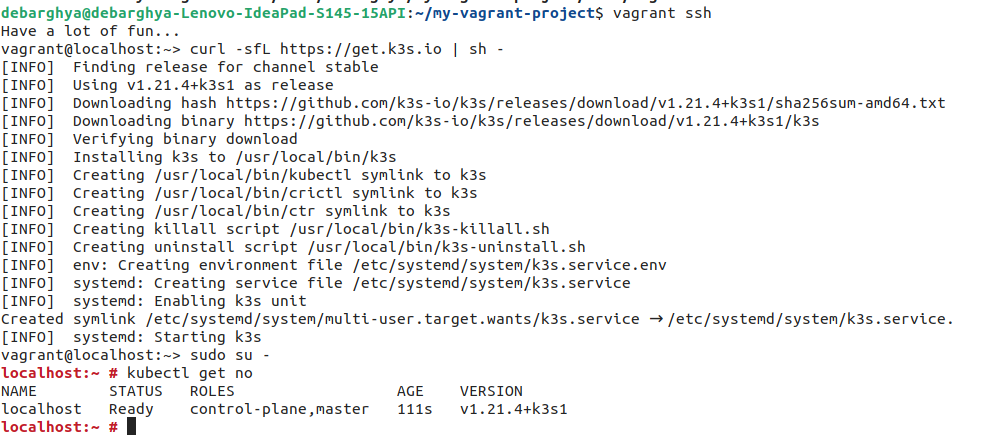 debarghya@debarghya-Lenovo-IdeaPad-S145-15API:~/my-vagrant-project$ vagrant ssh
Have a lot of fun...
vagrant@localhost:~> curl -sfL https://get.k3s.io | sh -
[INFO]  Finding release for channel stable
[INFO]  Using v1.21.4+k3s1 as release
[INFO]  Downloading hash https://github.com/k3s-io/k3s/releases/download/v1.21.4+k3s1/sha256sum-amd64.txt
[INFO]  Downloading binary https://github.com/k3s-io/k3s/releases/download/v1.21.4+k3s1/k3s
[INFO]  Verifying binary download
[INFO]  Installing k3s to /usr/local/bin/k3s
[INFO]  Creating /usr/local/bin/kubectl symlink to k3s
[INFO]  Creating /usr/local/bin/crictl symlink to k3s
[INFO]  Creating /usr/local/bin/ctr symlink to k3s
[INFO]  Creating killall script /usr/local/bin/k3s-killall.sh
[INFO]  Creating uninstall script /usr/local/bin/k3s-uninstall.sh
[INFO]  env: Creating environment file /etc/systemd/system/k3s.service.env
[INFO]  systemd: Creating service file /etc/systemd/system/k3s.service
[INFO]  systemd: Enabling k3s unit
Created symlink /etc/systemd/system/multi-user.target.wants/k3s.service → /etc/systemd/system/k3s.service.
[INFO]  systemd: Starting k3s
vagrant@localhost:~> sudo su -
localhost:~ # kubectl get no
NAME        STATUS   ROLES                  AGE    VERSION
localhost   Ready    control-plane,master   111s   v1.21.4+k3s1
localhost:~ #